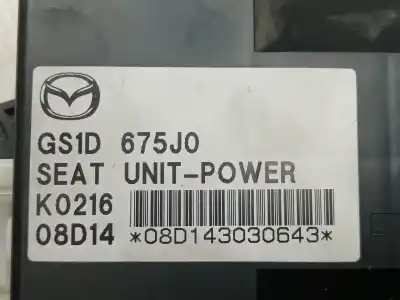 GS1D 675J0
SEAT UNIT-POWER
K0216
08D14 *08D143030643*